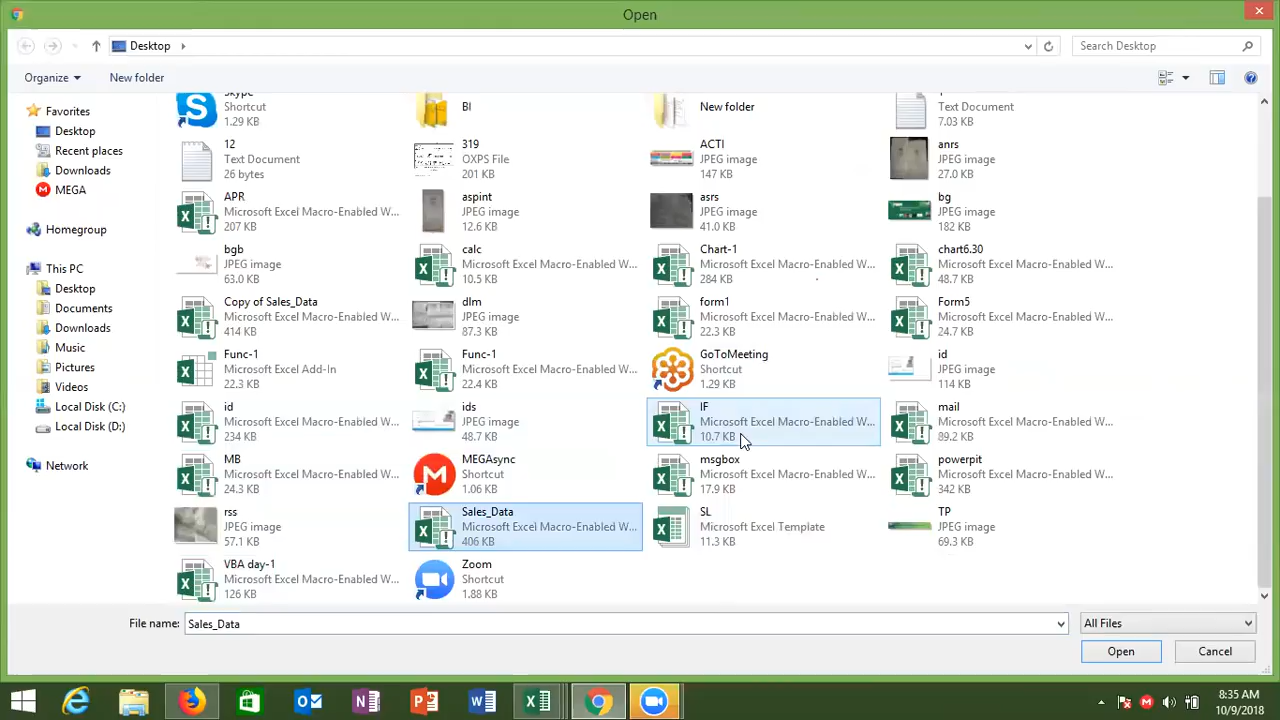 Open
Desktop
Search Desktop
Organize
New folder
Favorites
Desktop
Recent places
Downloads
MEGA
Homegroup
This PC
Desktop
Documents
Downloads
Music
Pictures
Videos
Local Disk (C:)
Local Disk (D:)
Network
Skype
Shortcut
1.29 KB
BI
New folder
Text Document
7.03 KB
12
Text Document
26 bytes
319
OXPS File
201 KB
ACTI
JPEG image
147 KB
anrs
JPEG image
27.0 KB
APR
Microsoft Excel Macro-Enabled W...
207 KB
aspint
JPEG image
12.6 KB
asrs
JPEG image
41.0 KB
bg
JPEG image
182 KB
bgb
JPEG image
63.0 KB
calc
Microsoft Excel Macro-Enabled W...
10.5 KB
Chart-1
Microsoft Excel Macro-Enabled W...
284 KB
chart6.30
Microsoft Excel Macro-Enabled W...
48.7 KB
Copy of Sales_Data
Microsoft Excel Macro-Enabled W...
414 KB
dlm
JPEG image
87.3 KB
form1
Microsoft Excel Macro-Enabled W...
22.3 KB
Form5
Microsoft Excel Macro-Enabled W...
24.7 KB
Func-1
Microsoft Excel Add-In
22.3 KB
Func-1
Microsoft Excel Macro-Enabled W...
22.4 KB
GoToMeeting
Shortcut
1.29 KB
id
JPEG image
114 KB
id
Microsoft Excel Macro-Enabled W...
234 KB
ids
JPEG image
48.7 KB
IF
Microsoft Excel Macro-Enabled W...
10.7 KB
mail
Microsoft Excel Macro-Enabled W...
89.2 KB
MB
Microsoft Excel Macro-Enabled W...
24.3 KB
MEGAsync
Shortcut
1.06 KB
msgbox
Microsoft Excel Macro-Enabled W...
17.9 KB
powerpit
Microsoft Excel Macro-Enabled W...
342 KB
rss
JPEG image
57.1 KB
Sales_Data
Microsoft Excel Macro-Enabled W...
406 KB
SL
Microsoft Excel Template
11.3 KB
TP
JPEG image
69.3 KB
VBA day-1
Microsoft Excel Macro-Enabled W...
126 KB
Zoom
Shortcut
1.88 KB
File name:
Sales_Data
All Files
Open
Cancel
8:35 AM
10/9/2018